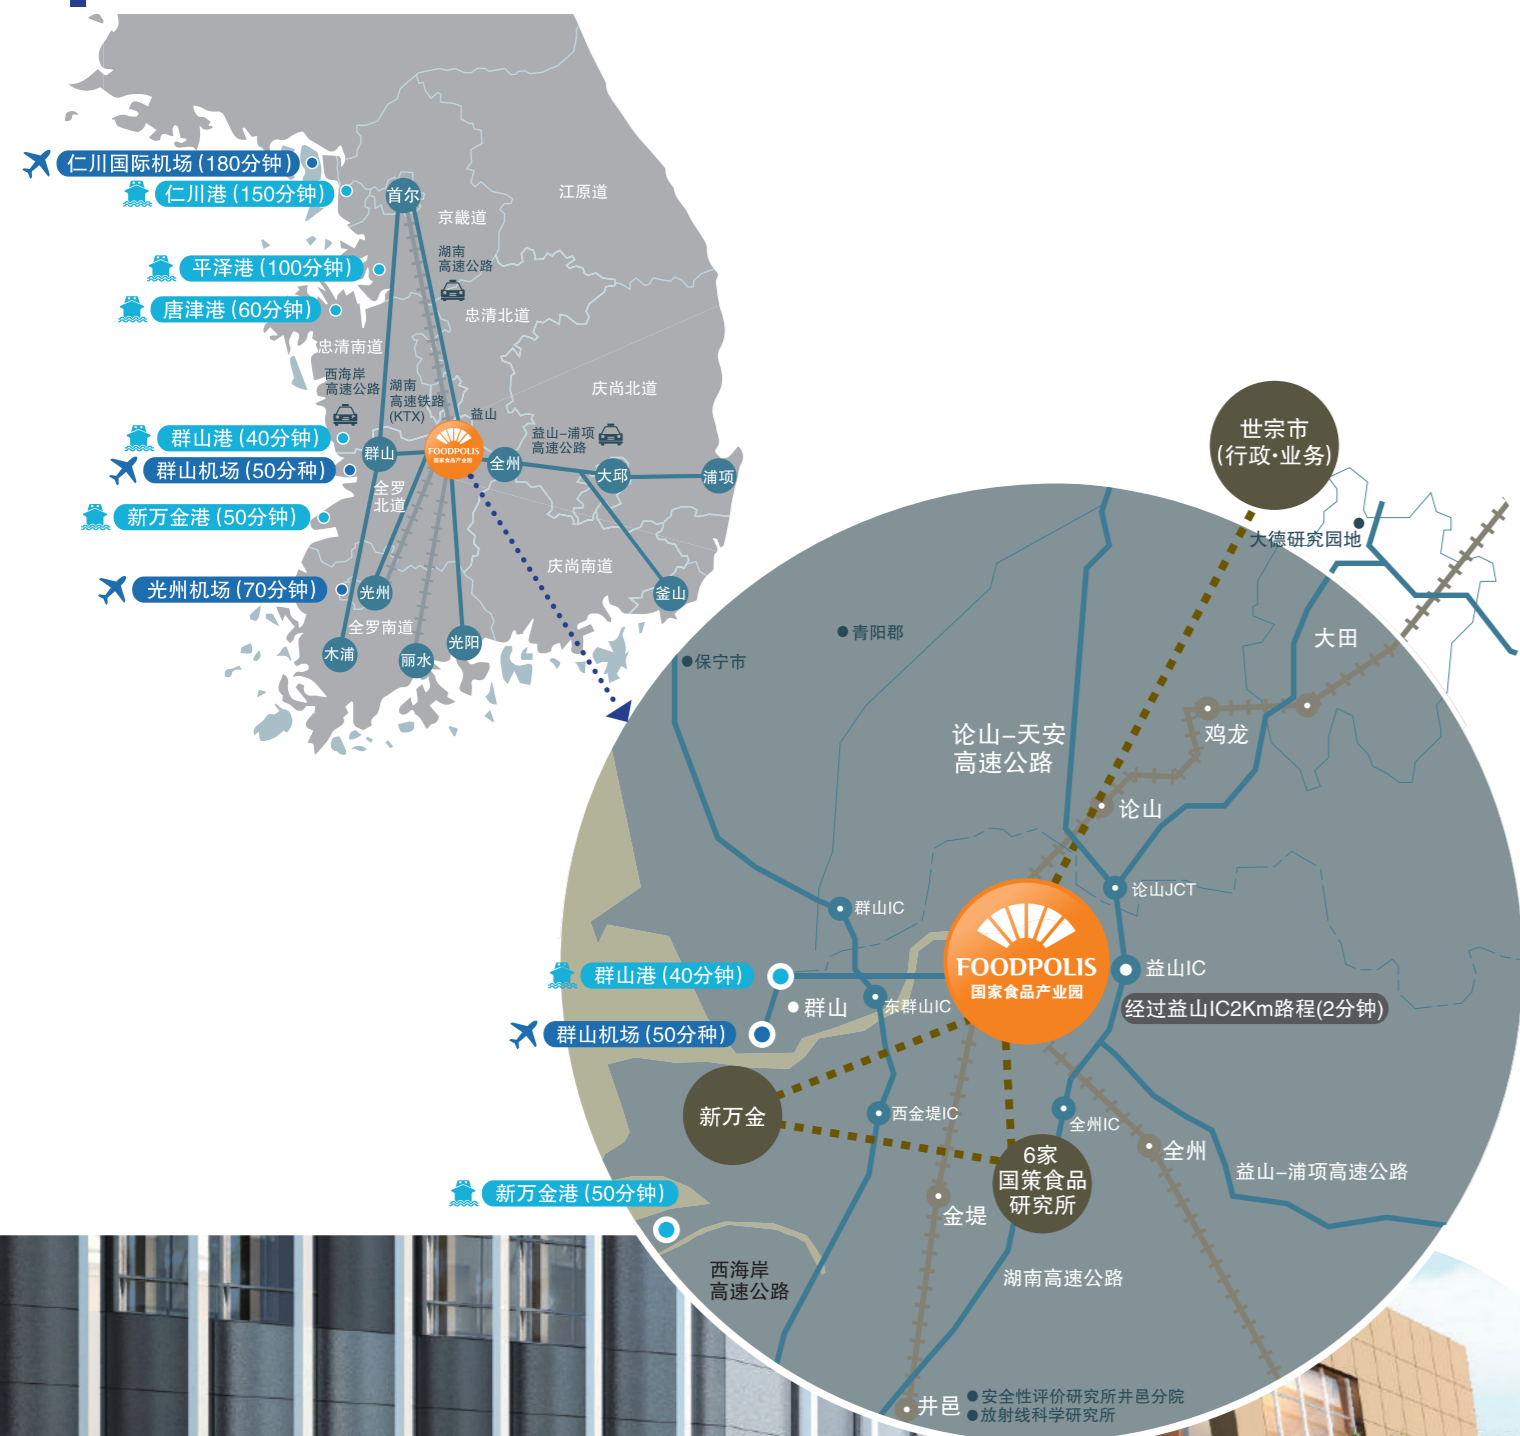 仁川国际机场 (180分钟)
仁川港 (150分钟)
首尔
江原道
京畿道
湖南
高速公路
平泽港 (100分钟)
唐津港 (60分钟)
忠清北道
忠清南道
西海岸
高速公路
湖南
高速铁路
(KTX)
庆尚北道
益山
群山港 (40分钟)
益山-浦项
高速公路
群山
FOODPOLIS
国家食品产业园
全州
群山机场 (50分种)
大邱
浦项
全罗
北道
新万金港 (50分钟)
庆尚南道
光州机场 (70分钟)
光州
釜山
全罗南道
木浦
丽水
光阳
世宗市
(行政·业务)
大德研究园地
青阳郡
保宁市
大田
论山-天安
高速公路
鸡龙
论山
论山JCT
群山IC
FOODPOLIS
国家食品产业园
益山IC
群山港 (40分钟)
群山
东群山IC
经过益山IC2Km路程(2分钟)
群山机场 (50分种)
新万金
西金堤IC
全州IC
全州
6家
国策食品
研究所
益山-浦项高速公路
新万金港 (50分钟)
金堤
西海岸
高速公路
湖南高速公路
井邑
安全性评价研究所井邑分院
放射线科学研究所